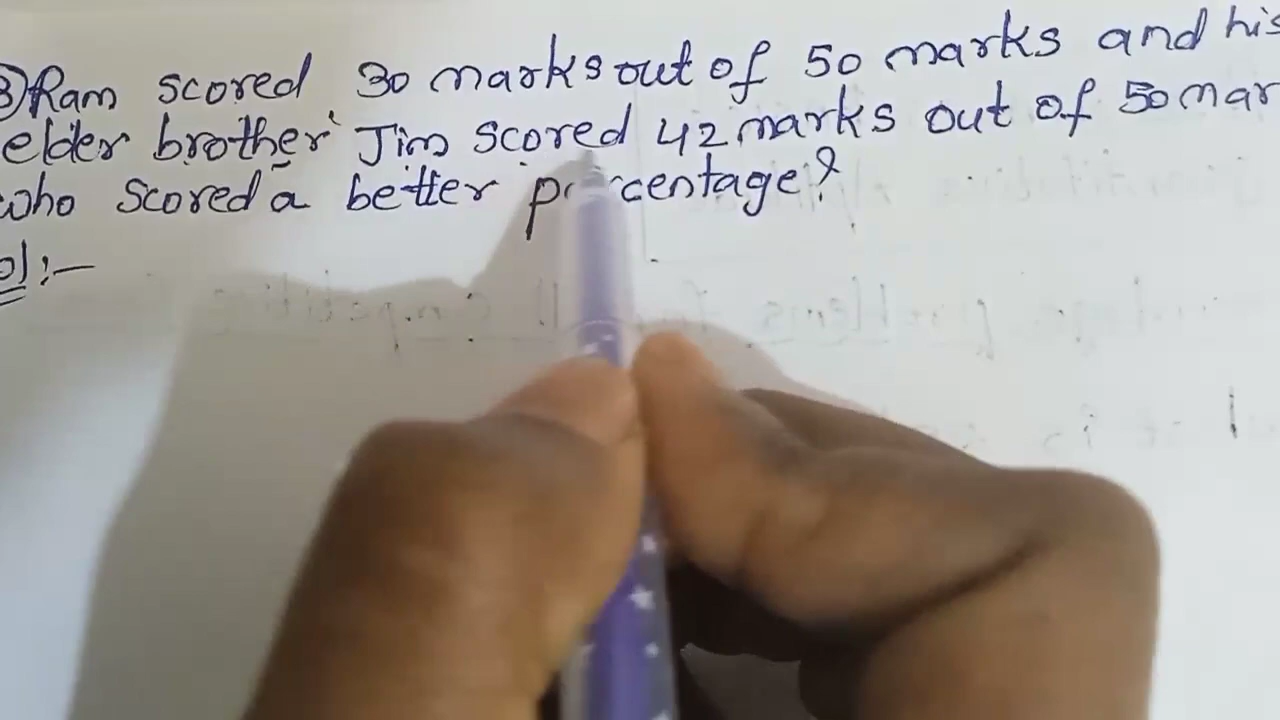 3) Ram scored 30 marks out of 50 marks and his
elder brother Jim scored 42 marks out of 50 mar
who scored a better percentage?
ol:-